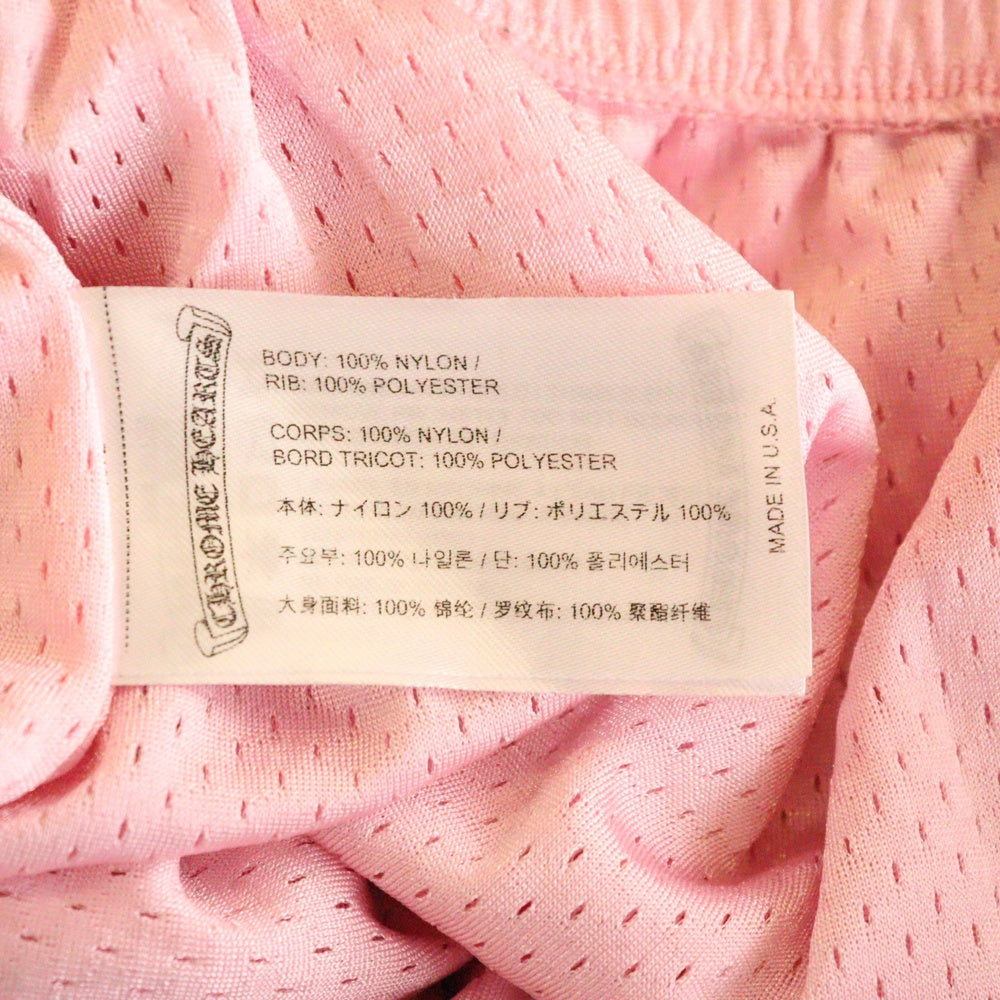 CHROME HEARTS
BODY: 100% NYLON /
RIB: 100% POLYESTER
CORPS: 100% NYLON /
BORD TRICOT: 100% POLYESTER
本体: ナイロン 100% / リブ: ポリエステル 100%
주요부: 100% 나일론 / 단: 100% 폴리에스터
大身面料: 100% 锦纶 / 罗纹布: 100% 聚酯纤维
MADE IN U.S.A.